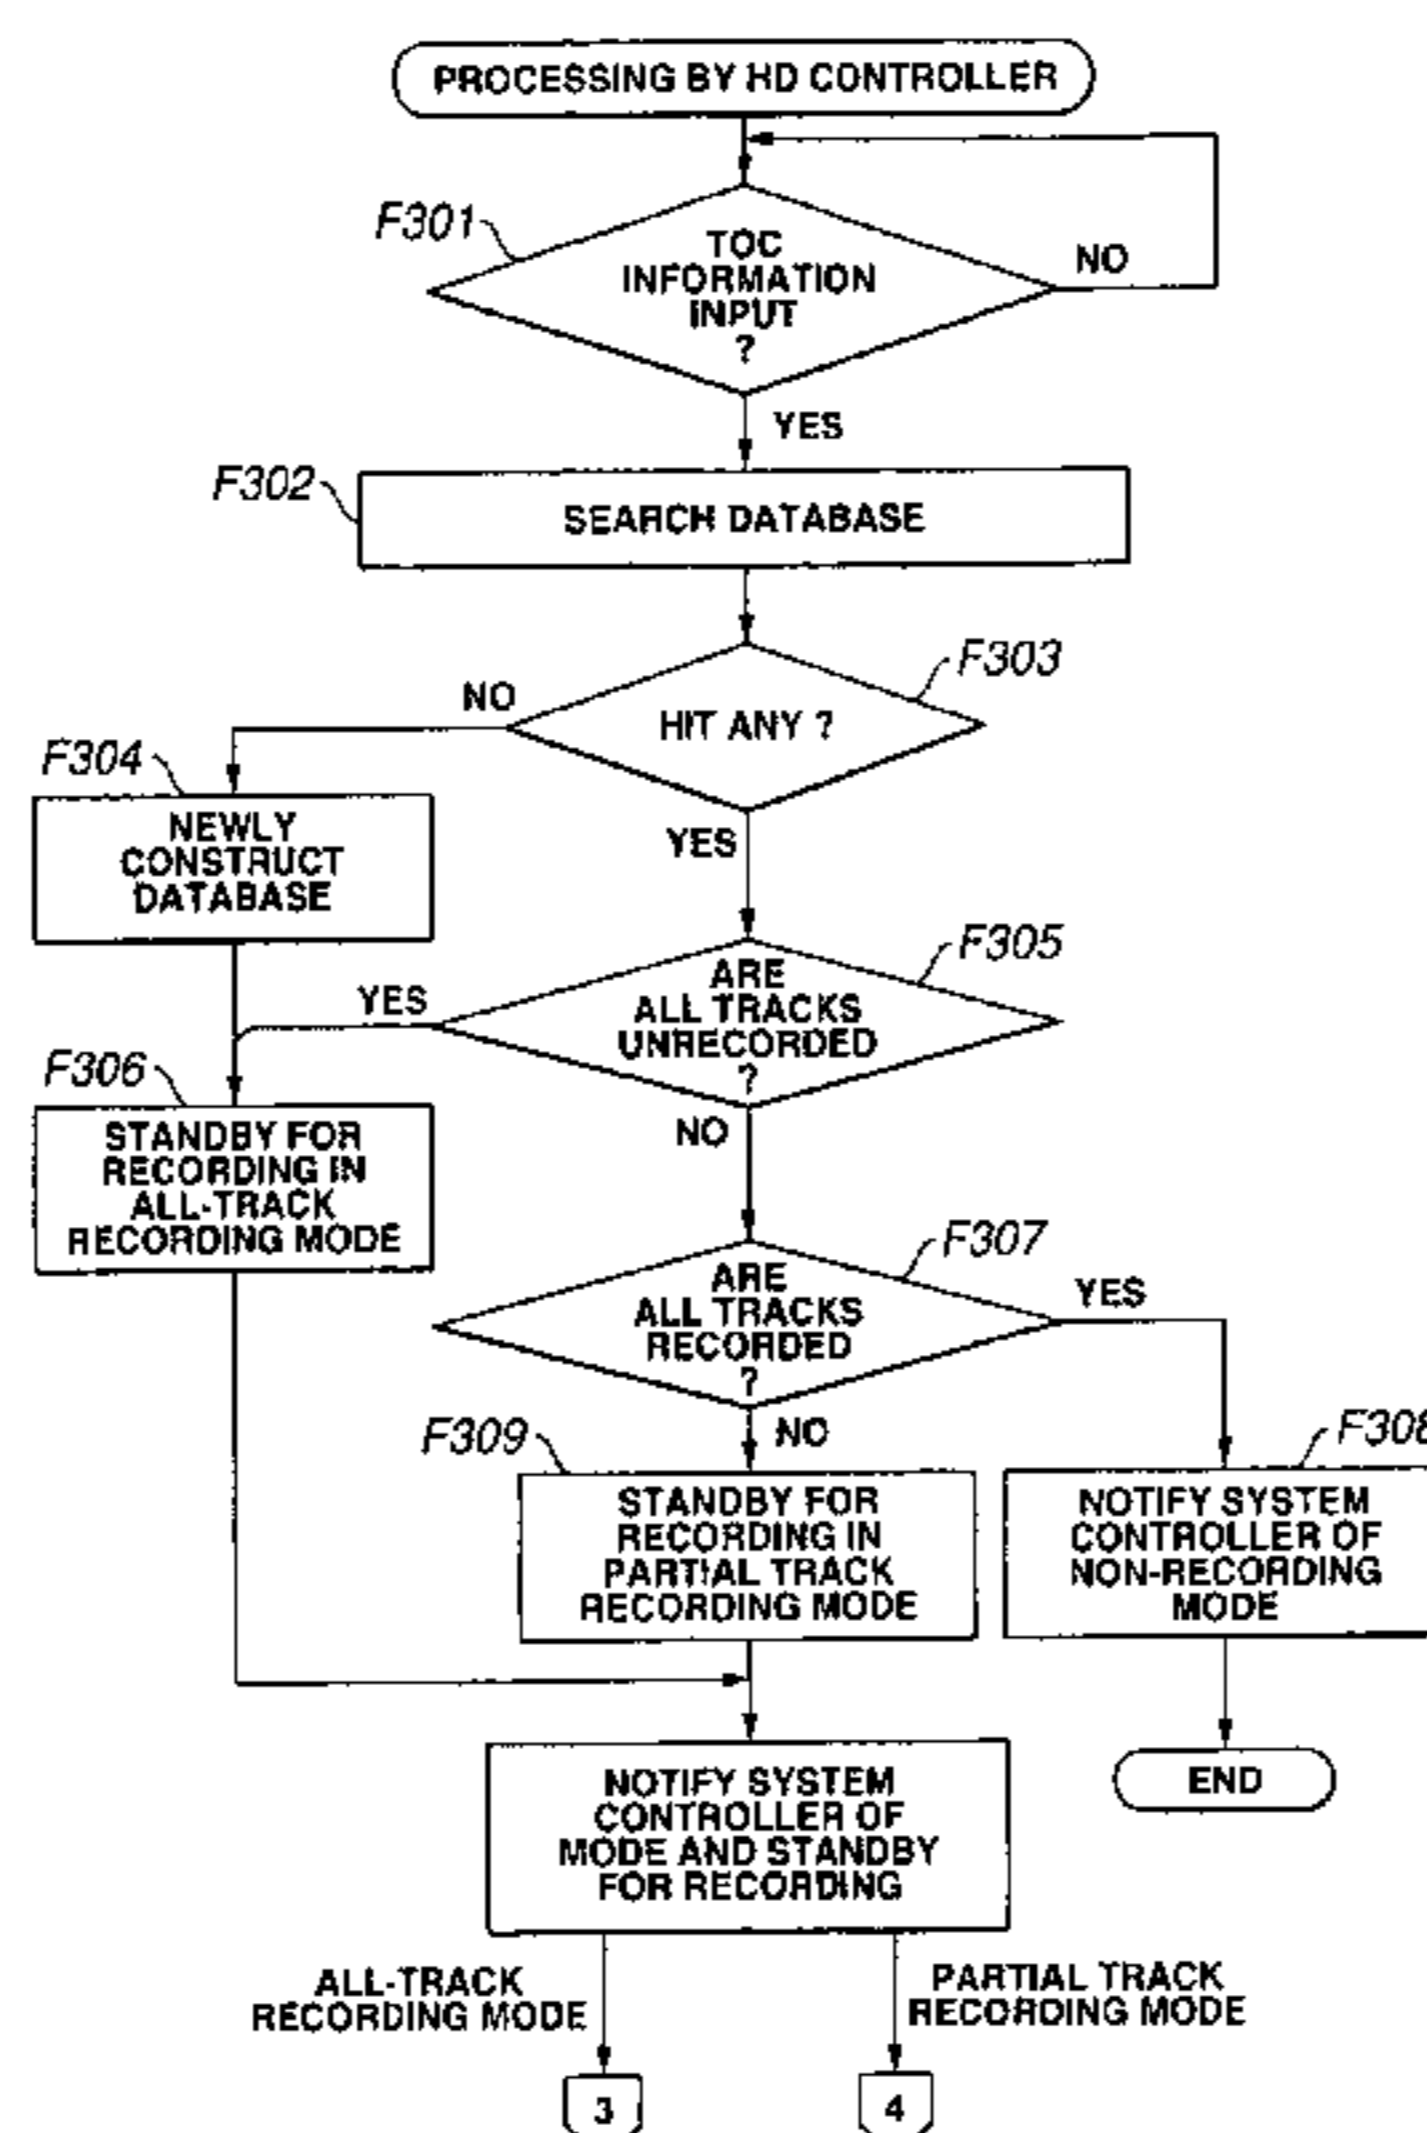 PROCESSING BY HD CONTROLLER
F301
TOC
INFORMATION
INPUT
?
NO
YES
F302
SEARCH DATABASE
F303
NO
HIT ANY ?
F304
NEWLY
CONSTRUCT
DATABASE
YES
F305
ARE
ALL TRACKS
UNRECORDED
?
YES
F306
STANDBY FOR
RECORDING IN
ALL-TRACK
RECORDING MODE
NO
F307
ARE
ALL TRACKS
RECORDED
?
YES
F309
NO
F308
STANDBY FOR
RECORDING IN
PARTIAL TRACK
RECORDING MODE
NOTIFY SYSTEM
CONTROLLER OF
NON-RECORDING
MODE
END
NOTIFY SYSTEM
CONTROLLER OF
MODE AND STANDBY
FOR RECORDING
ALL-TRACK
RECORDING MODE
PARTIAL TRACK
RECORDING MODE
3
4